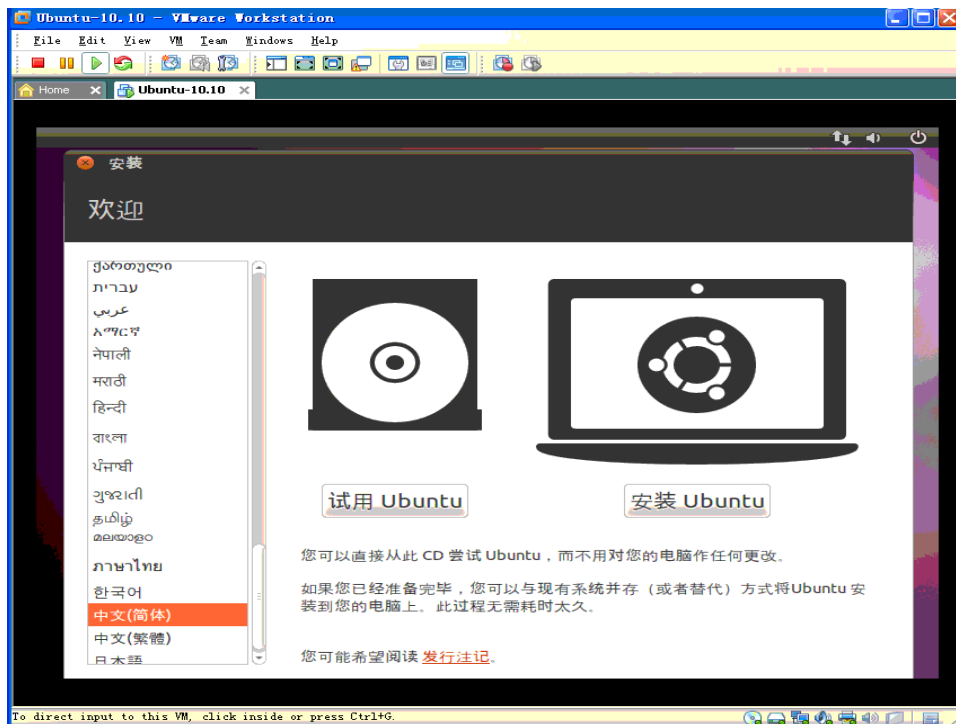 Ubuntu-10.10 - VMware Workstation
File Edit View VM Team Windows Help
Home Ubuntu-10.10
安装
欢迎
ქართული
עברית
عربي
አማርኛ
नेपाली
मराठी
हिन्दी
বাংলা
ਪੰਜਾਬੀ
ગુજરાતી
தமிழ்
മലയാളം
ภาษาไทย
한국어
中文(简体)
中文(繁體)
日本語
试用 Ubuntu
安装 Ubuntu
您可以直接从此 CD 尝试 Ubuntu，而不用对您的电脑作任何更改。
如果您已经准备完毕，您可以与现有系统并存（或者替代）方式将Ubuntu 安
装到您的电脑上。此过程无需耗时太久。
您可能希望阅读 发行注记。
To direct input to this VM, click inside or press Ctrl+G.